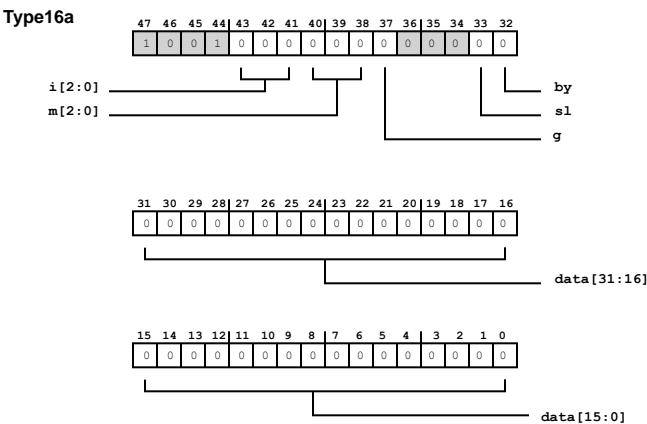 Type16a
47 46 45 44 43 42 41 40 39 38 37 36 35 34 33 32
1 0 0 1 0 0 0 0 0 0 0 0 0 0 0 0
i[2:0] by
m[2:0] sl
g
31 30 29 28 27 26 25 24 23 22 21 20 19 18 17 16
0 0 0 0 0 0 0 0 0 0 0 0 0 0 0 0
data[31:16]
15 14 13 12 11 10 9 8 7 6 5 4 3 2 1 0
0 0 0 0 0 0 0 0 0 0 0 0 0 0 0 0
data[15:0]